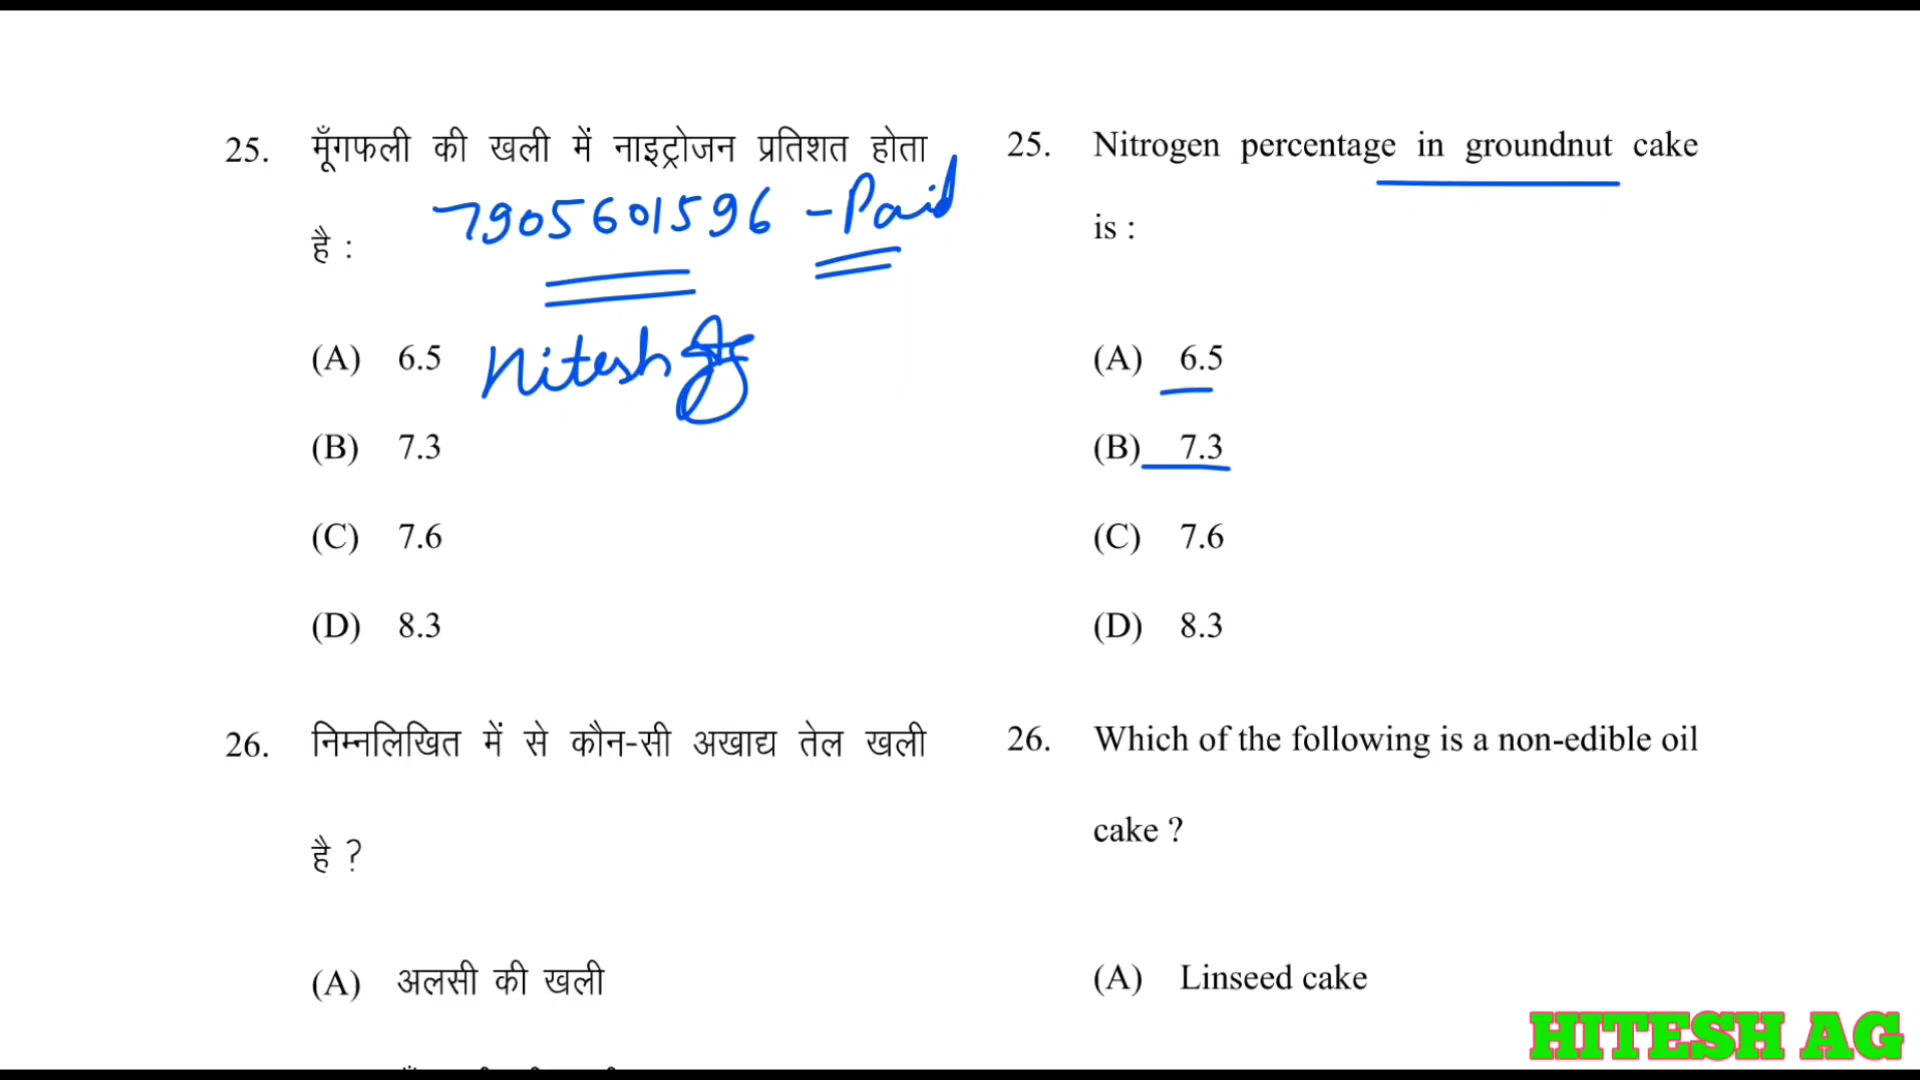 25. मूँगफली की खली में नाइट्रोजन प्रतिशत होता
है :
7905601596 - Paid
(A) 6.5
Hitesh
(B) 7.3
(C) 7.6
(D) 8.3
26. निम्नलिखित में से कौन-सी अखाद्य तेल खली
है ?
(A) अलसी की खली
25. Nitrogen percentage in groundnut cake
is :
(A) 6.5
(B) 7.3
(C) 7.6
(D) 8.3
26. Which of the following is a non-edible oil
cake ?
(A) Linseed cake
HITESH AG